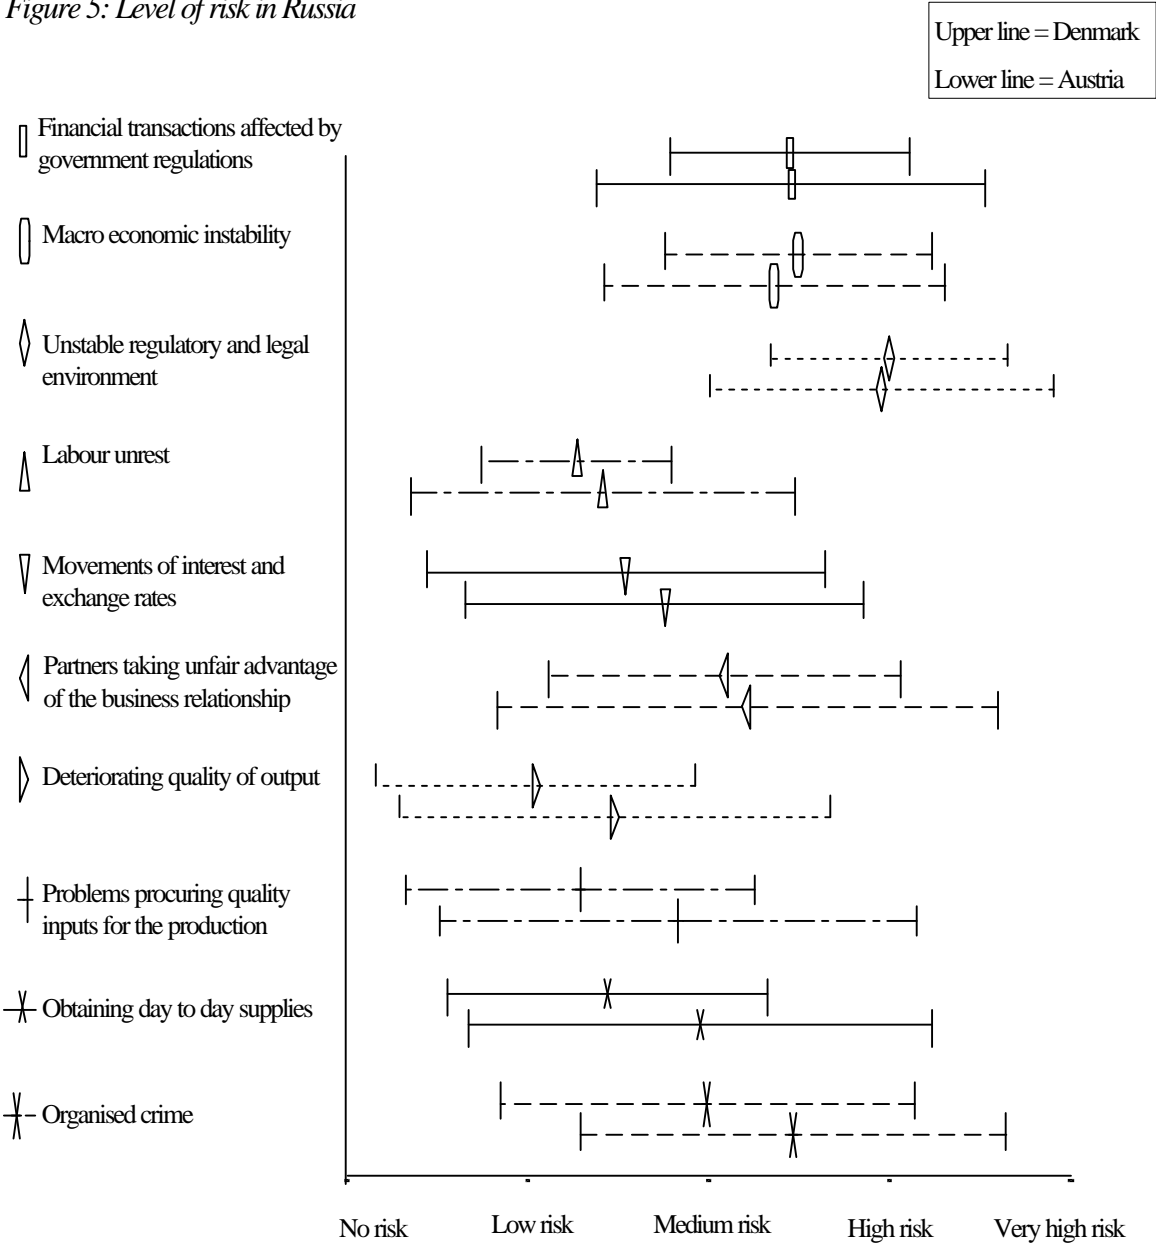 Figure 5: Level of risk in Russia
Upper line = Denmark
Lower line = Austria
Financial transactions affected by
government regulations
Macro economic instability
Unstable regulatory and legal
environment
Labour unrest
Movements of interest and
exchange rates
Partners taking unfair advantage
of the business relationship
Deteriorating quality of output
Problems procuring quality
inputs for the production
Obtaining day to day supplies
Organised crime
No risk Low risk Medium risk High risk Very high risk